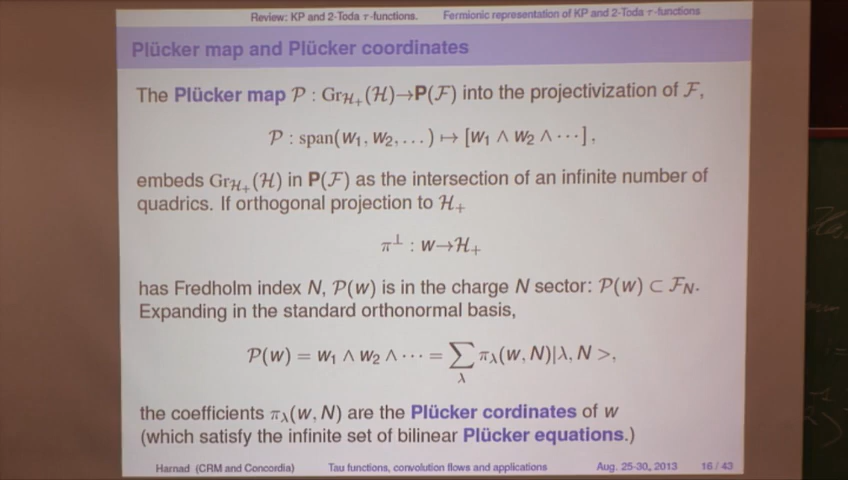 Review: KP and 2-Toda τ-functions. Fermionic representation of KP and 2-Toda τ-functions
Plücker map and Plücker coordinates
The Plücker map 𝒫 : Gr_{ℋ₊}(ℋ)→P(ℱ) into the projectivization of ℱ,
𝒫 : span(w₁, w₂, . . . ) ↦ [w₁ ∧ w₂ ∧ · · · ],
embeds Gr_{ℋ₊}(ℋ) in P(ℱ) as the intersection of an infinite number of
quadrics. If orthogonal projection to ℋ₊
π^⊥ : w→ℋ₊
has Fredholm index N, 𝒫(w) is in the charge N sector: 𝒫(w) ⊂ ℱ_N.
Expanding in the standard orthonormal basis,
𝒫(w) = w₁ ∧ w₂ ∧ · · · = ∑_λ π_λ(w, N)|λ, N >,
the coefficients π_λ(w, N) are the Plücker cordinates of w
(which satisfy the infinite set of bilinear Plücker equations.)
Harnad (CRM and Concordia) Tau functions, convolution flows and applications Aug. 25-30, 2013 16 / 43